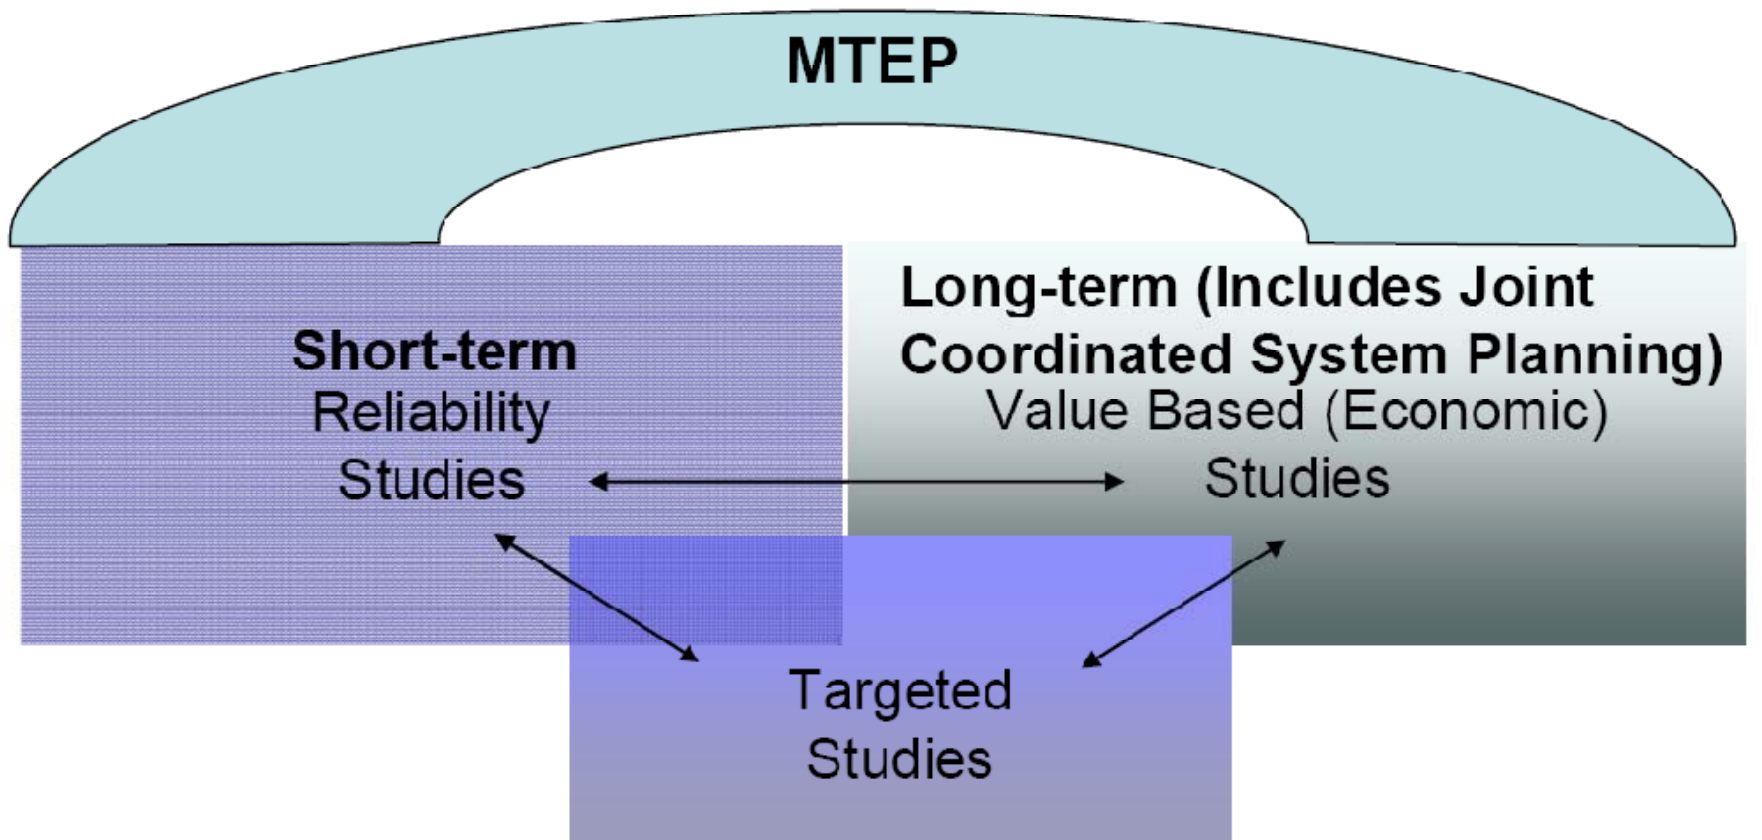 MTEP
Short-term
Reliability
Studies
Long-term (Includes Joint
Coordinated System Planning)
Value Based (Economic)
Studies
Targeted
Studies